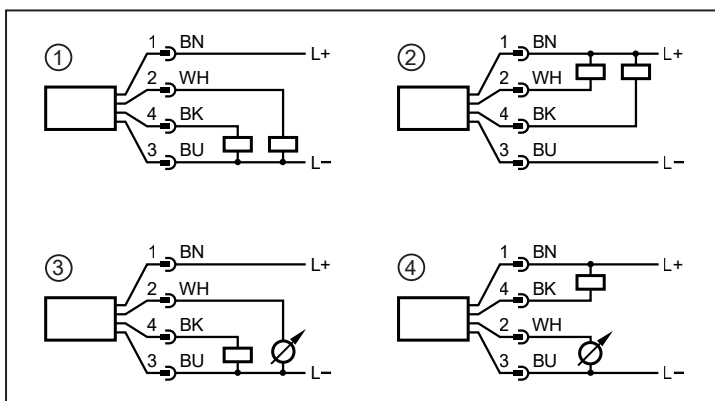 ①
1 BN
L+
2 WH
4 BK
3 BU
L−
②
1 BN
L+
2 WH
4 BK
3 BU
L−
③
1 BN
L+
2 WH
4 BK
3 BU
L−
④
1 BN
L+
4 BK
2 WH
3 BU
L−